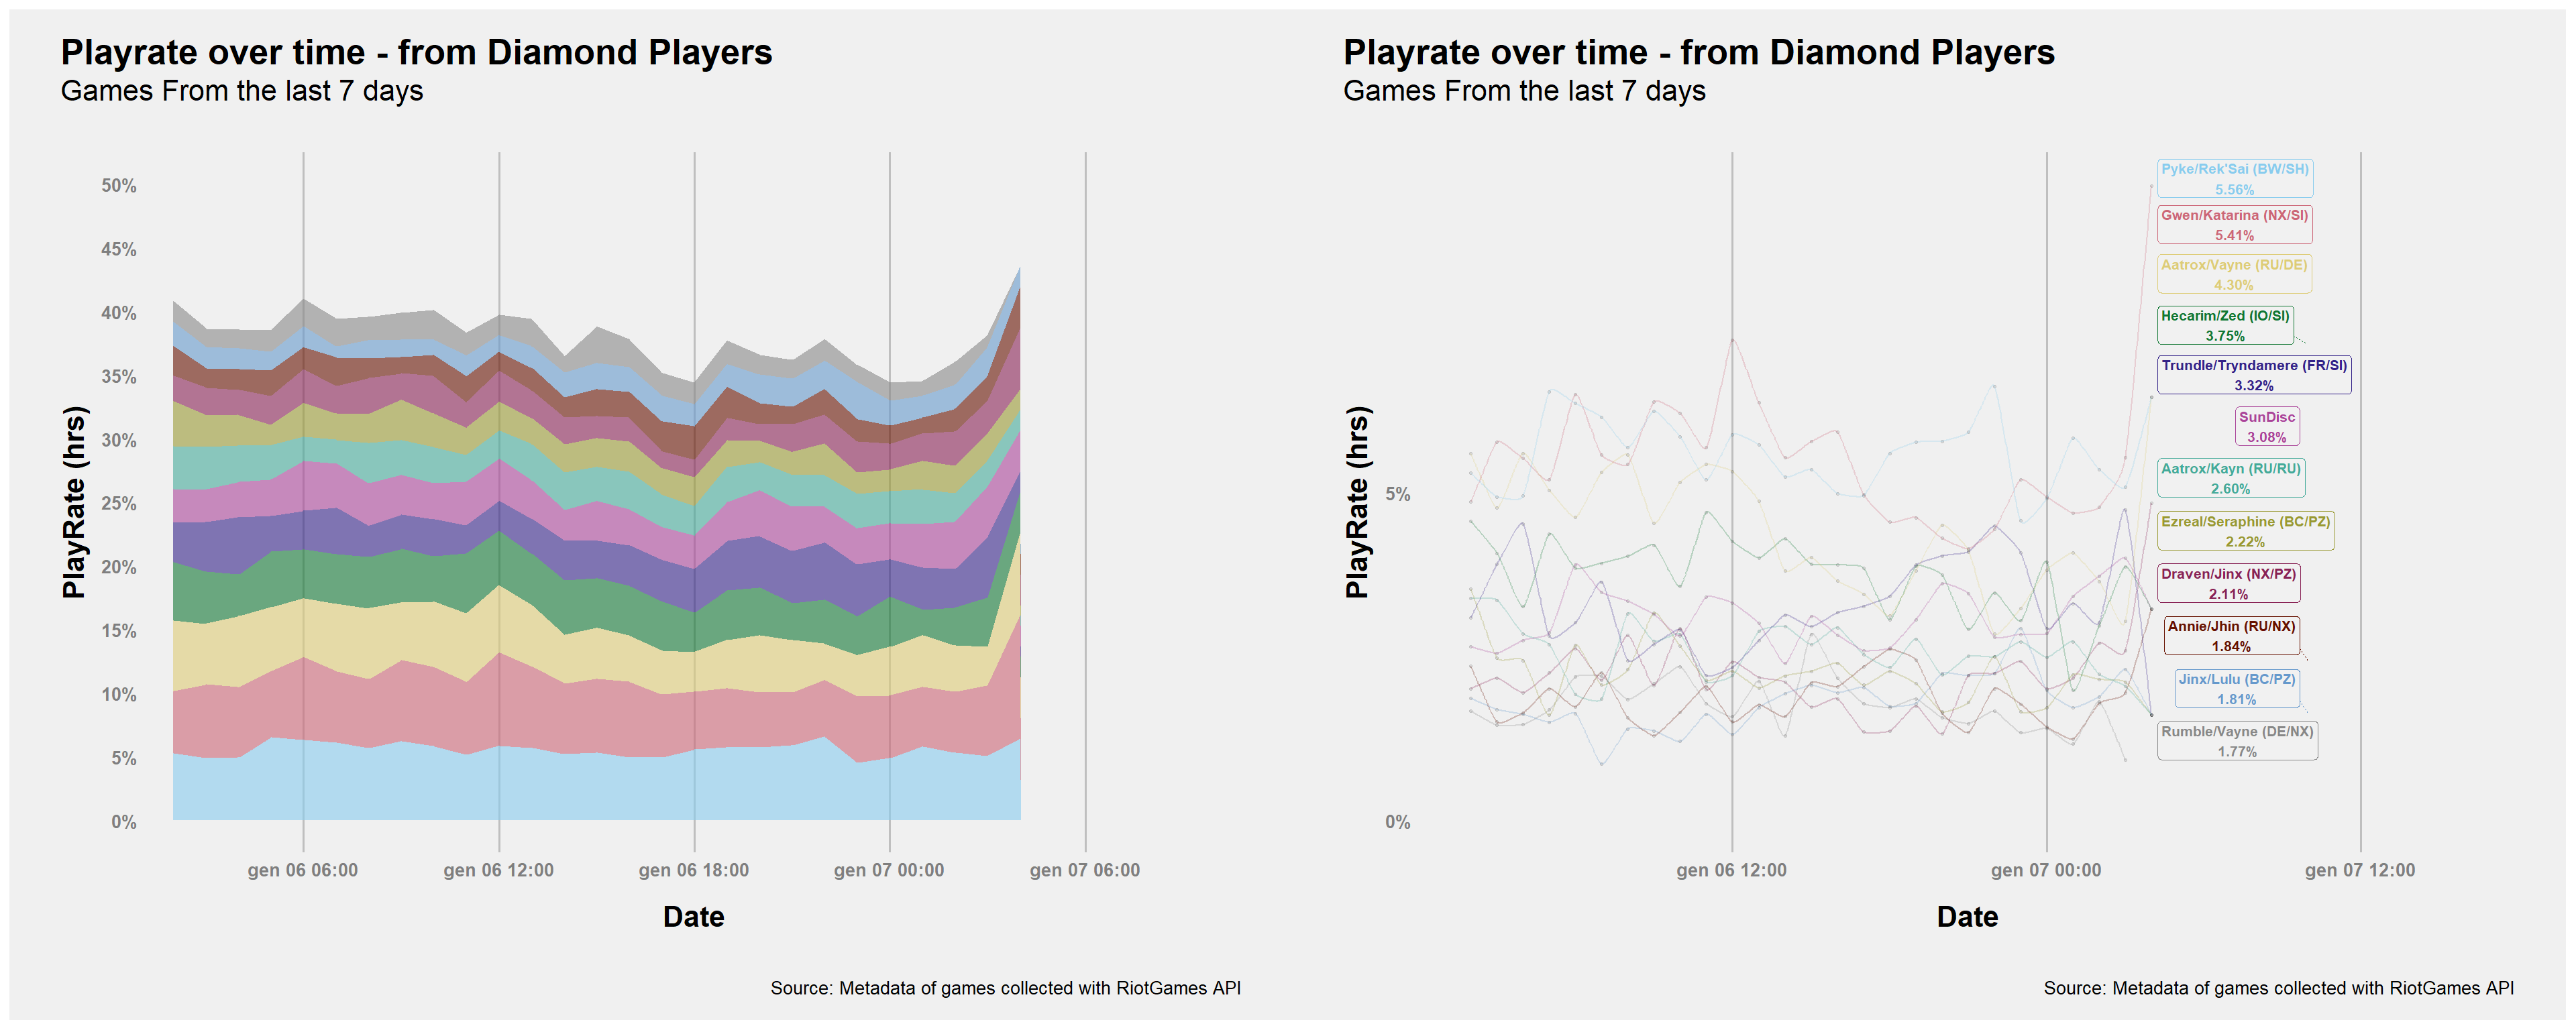 Playrate over time - from Diamond Players
Games From the last 7 days
PlayRate (hrs)
50%
45%
40%
35%
30%
25%
20%
15%
10%
5%
0%
gen 06 06:00
gen 06 12:00
gen 06 18:00
gen 07 00:00
gen 07 06:00
Date
Source: Metadata of games collected with RiotGames API
Playrate over time - from Diamond Players
Games From the last 7 days
PlayRate (hrs)
5%
0%
Pyke/Rek'Sai (BW/SH)
5.56%
Gwen/Katarina (NX/SI)
5.41%
Aatrox/Vayne (RU/DE)
4.30%
Hecarim/Zed (IO/SI)
3.75%
Trundle/Tryndamere (FR/SI)
3.32%
SunDisc
3.08%
Aatrox/Kayn (RU/RU)
2.60%
Ezreal/Seraphine (BC/PZ)
2.22%
Draven/Jinx (NX/PZ)
2.11%
Annie/Jhin (RU/NX)
1.84%
Jinx/Lulu (BC/PZ)
1.81%
Rumble/Vayne (DE/NX)
1.77%
gen 06 12:00
gen 07 00:00
gen 07 12:00
Date
Source: Metadata of games collected with RiotGames API